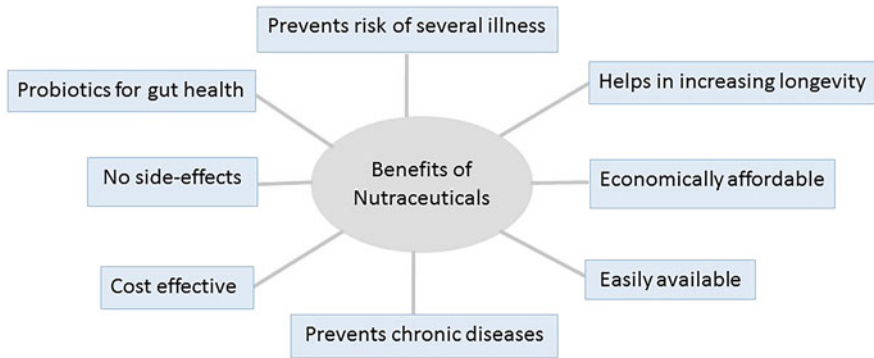 Prevents risk of several illness
Probiotics for gut health
Helps in increasing longevity
Benefits of
Nutraceuticals
No side-effects
Economically affordable
Cost effective
Easily available
Prevents chronic diseases